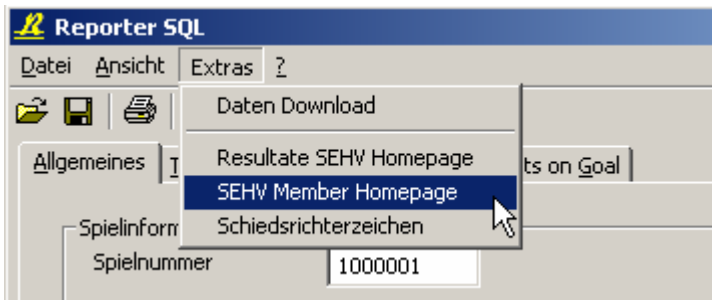 Reporter SQL
Datei Ansicht Extras ?
Daten Download
Resultate SEHV Homepage
SEHV Member Homepage
Schiedsrichterzeichen
Allgemeines ts on Goal
Spielinform
Spielnummer 1000001